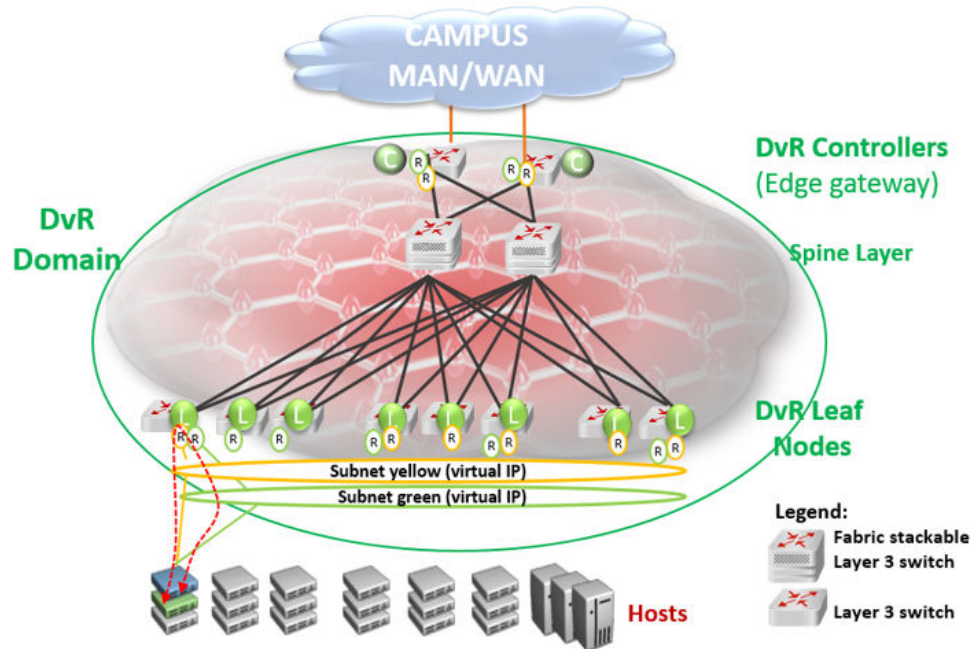 CAMPUS
MAN/WAN
C
R
R
R
R
C
DvR Controllers
(Edge gateway)
DvR
Domain
Spine Layer
L
L
L
L
L
L
L
L
R
R
R
R
R
R
R
R
R
R
R
R
DvR Leaf
Nodes
Subnet yellow (virtual IP)
Subnet green (virtual IP)
Legend:
Fabric stackable
Layer 3 switch
Layer 3 switch
Hosts